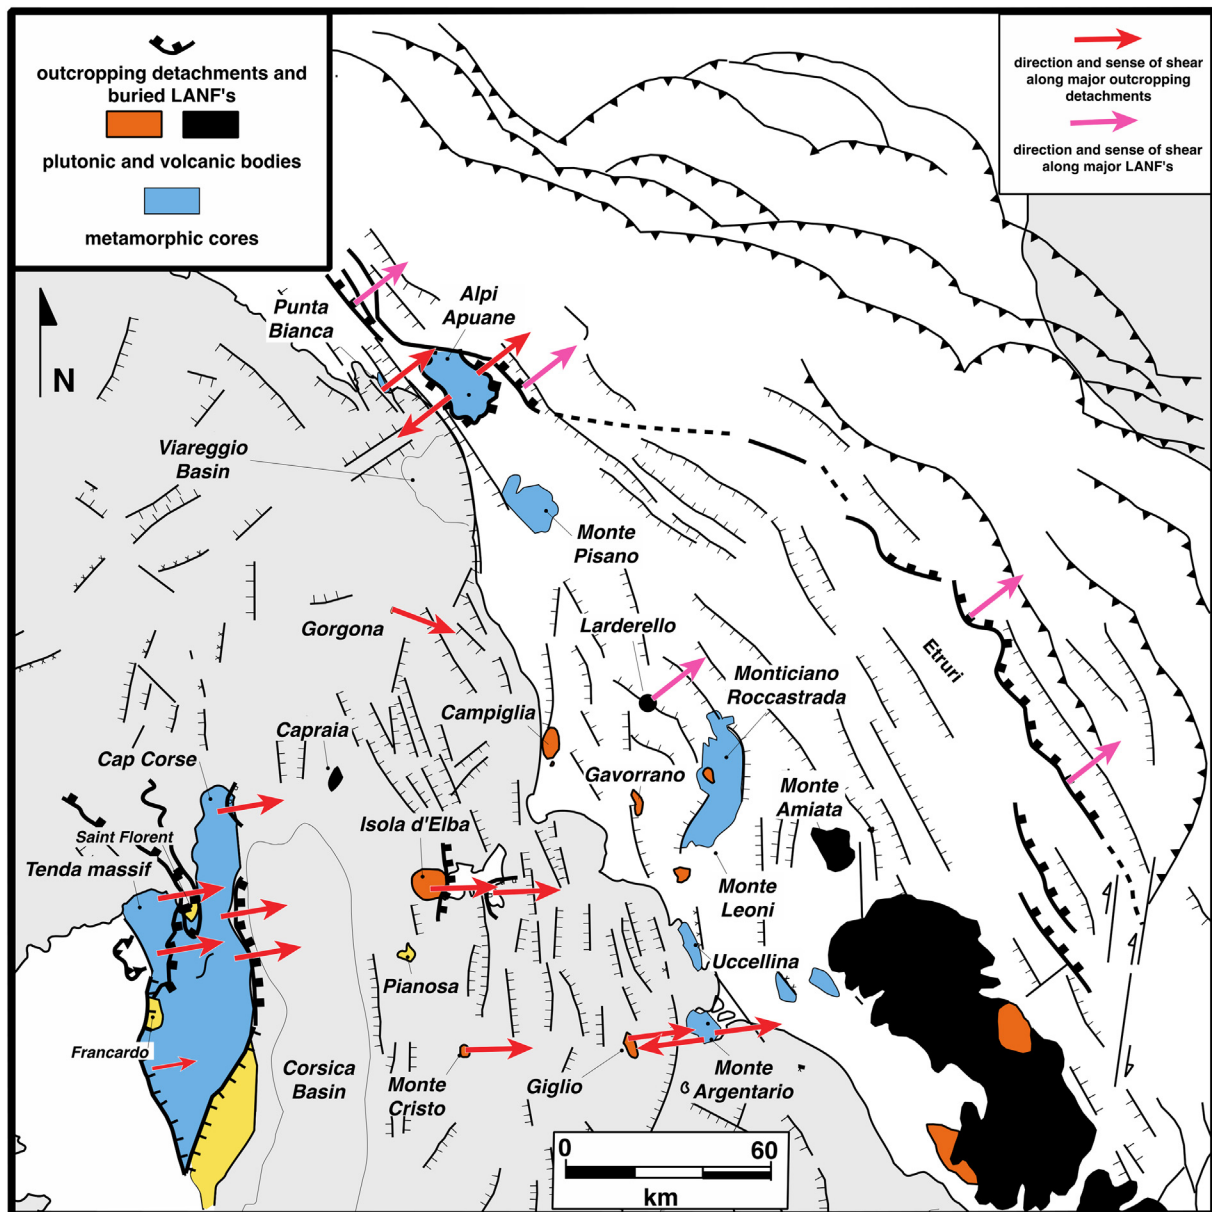 outcropping detachments and
buried LANF's
plutonic and volcanic bodies
metamorphic cores
direction and sense of shear
along major outcropping
detachments
direction and sense of shear
along major LANF's
N
Punta
Bianca
Alpi
Apuane
Viareggio
Basin
Monte
Pisano
Gorgona
Larderello
Etruri
Monticiano
Roccastrada
Campiglia
Capraia
Cap Corse
Gavorrano
Monte
Amiata
Isola d'Elba
Saint Florent
Tenda massif
Monte
Leoni
Uccellina
Pianosa
Francardo
Corsica
Basin
Monte
Cristo
Giglio
Monte
Argentario
0 60
km